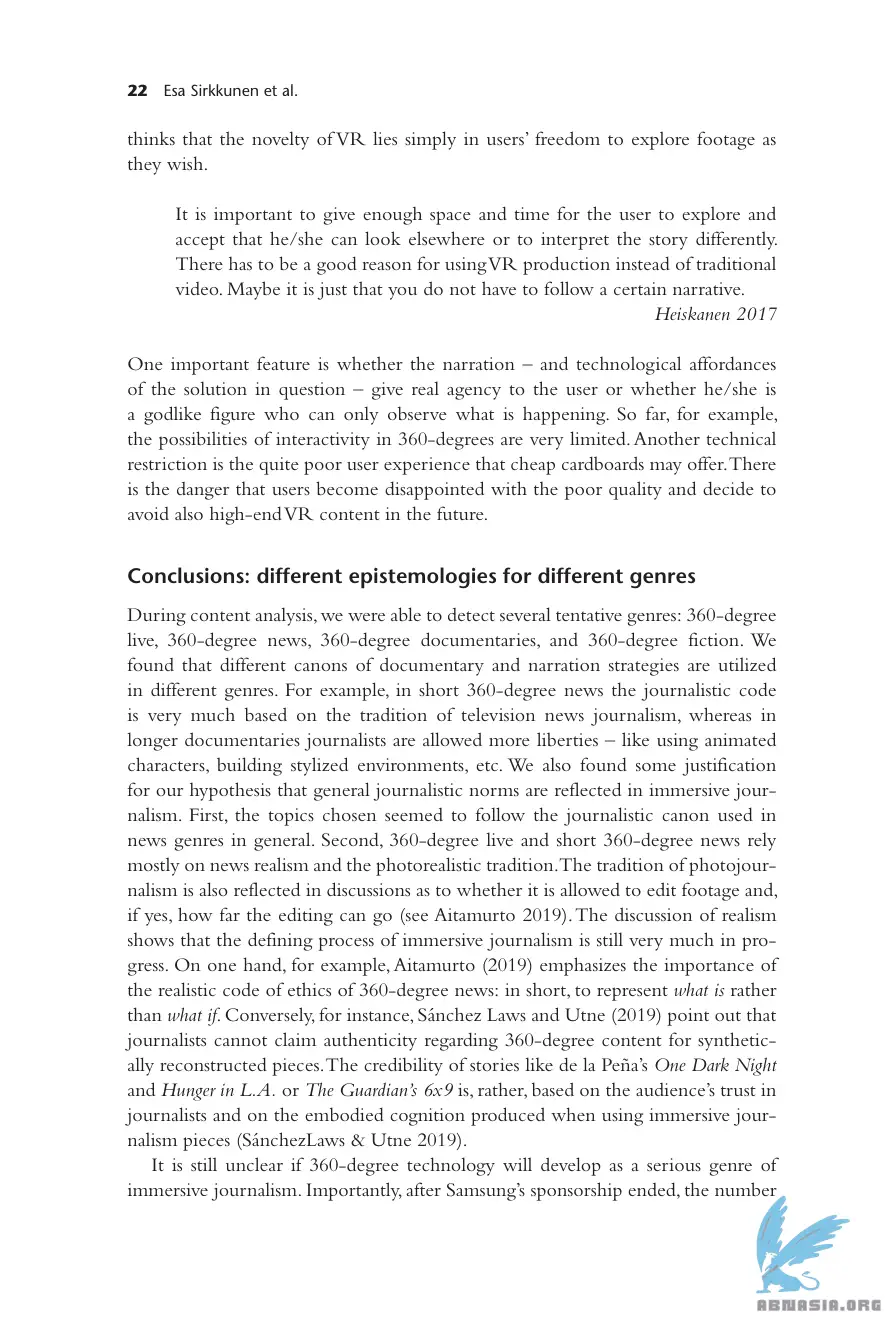 22 Esa Sirkkunen et al.
thinks that the novelty of VR lies simply in users’ freedom to explore footage as
they wish.
It is important to give enough space and time for the user to explore and
accept that he/she can look elsewhere or to interpret the story differently.
There has to be a good reason for using VR production instead of traditional
video. Maybe it is just that you do not have to follow a certain narrative.
Heiskanen 2017
One important feature is whether the narration – and technological affordances
of the solution in question – give real agency to the user or whether he/she is
a godlike figure who can only observe what is happening. So far, for example,
the possibilities of interactivity in 360-degrees are very limited. Another technical
restriction is the quite poor user experience that cheap cardboards may offer. There
is the danger that users become disappointed with the poor quality and decide to
avoid also high-end VR content in the future.
Conclusions: different epistemologies for different genres
During content analysis, we were able to detect several tentative genres: 360-degree
live, 360-degree news, 360-degree documentaries, and 360-degree fiction. We
found that different canons of documentary and narration strategies are utilized
in different genres. For example, in short 360-degree news the journalistic code
is very much based on the tradition of television news journalism, whereas in
longer documentaries journalists are allowed more liberties – like using animated
characters, building stylized environments, etc. We also found some justification
for our hypothesis that general journalistic norms are reflected in immersive jour-
nalism. First, the topics chosen seemed to follow the journalistic canon used in
news genres in general. Second, 360-degree live and short 360-degree news rely
mostly on news realism and the photorealistic tradition. The tradition of photojour-
nalism is also reflected in discussions as to whether it is allowed to edit footage and,
if yes, how far the editing can go (see Aitamurto 2019). The discussion of realism
shows that the defining process of immersive journalism is still very much in pro-
gress. On one hand, for example, Aitamurto (2019) emphasizes the importance of
the realistic code of ethics of 360-degree news: in short, to represent what is rather
than what if. Conversely, for instance, Sánchez Laws and Utne (2019) point out that
journalists cannot claim authenticity regarding 360-degree content for synthetic-
ally reconstructed pieces. The credibility of stories like de la Peña’s One Dark Night
and Hunger in L.A. or The Guardian’s 6x9 is, rather, based on the audience’s trust in
journalists and on the embodied cognition produced when using immersive jour-
nalism pieces (SánchezLaws & Utne 2019).
It is still unclear if 360-degree technology will develop as a serious genre of
immersive journalism. Importantly, after Samsung’s sponsorship ended, the number
ABNASIA.ORG